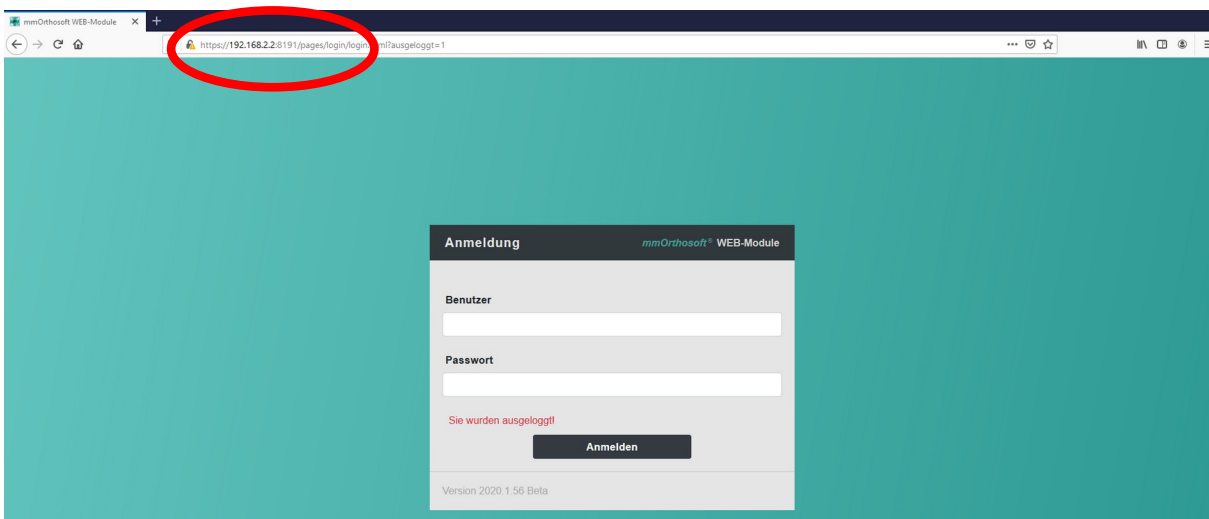 mmOrthosoft WEB-Module
https://192.168.2.2:8191/pages/login/login. ml?ausgeloggt=1
Anmeldung mmOrthosoft® WEB-Module
Benutzer
Passwort
Sie wurden ausgeloggt!
Anmelden
Version 2020.1.56 Beta